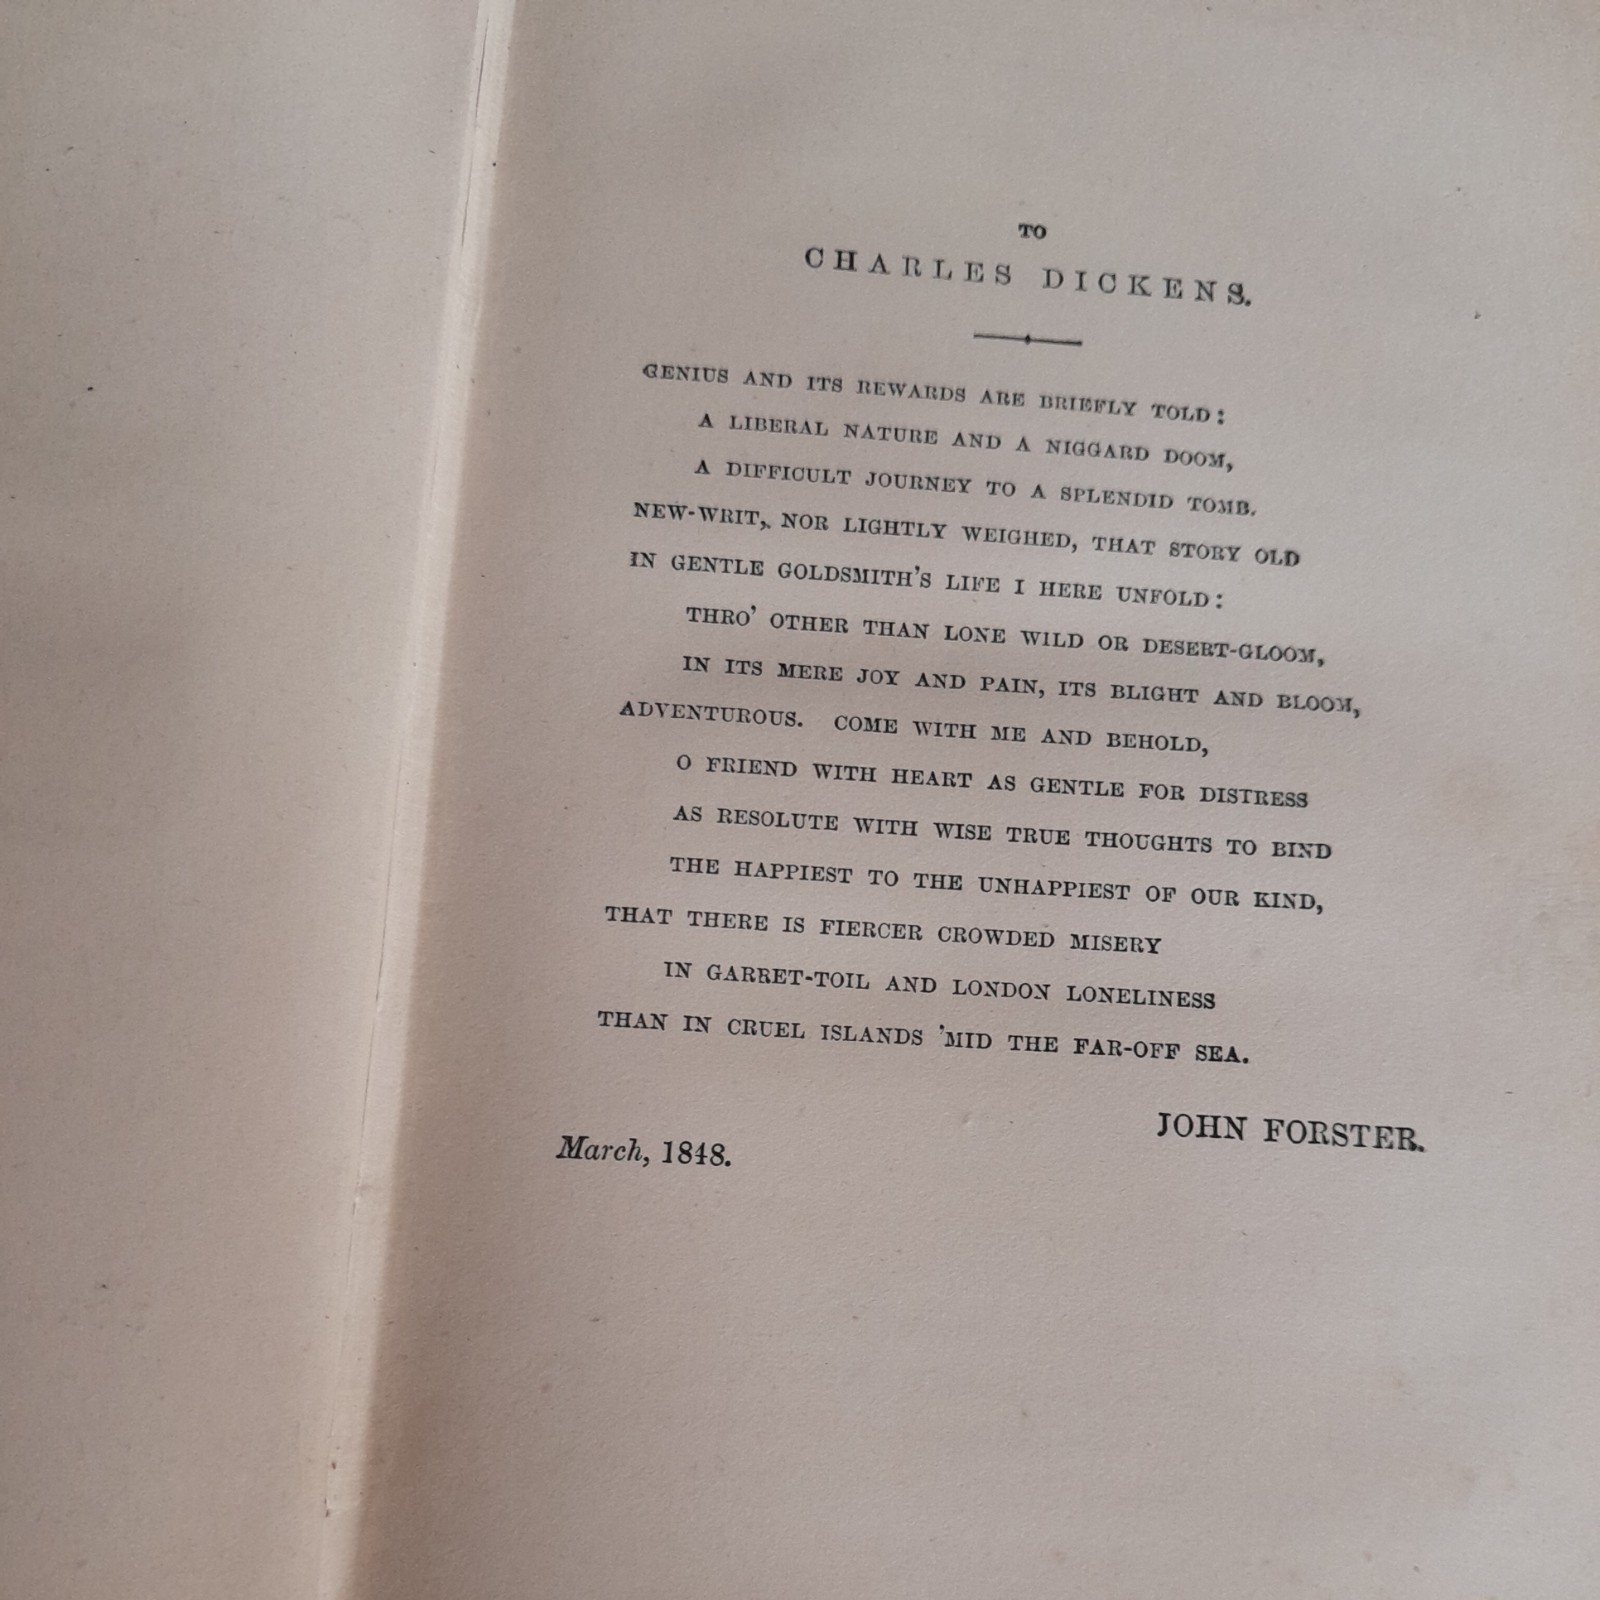 TO
CHARLES DICKENS.
GENIUS AND ITS REWARDS ARE BRIEFLY TOLD:
A LIBERAL NATURE AND A NIGGARD DOOM,
A DIFFICULT JOURNEY TO A SPLENDID TOMB.
NEW-WRIT, NOR LIGHTLY WEIGHED, THAT STORY OLD
IN GENTLE GOLDSMITH'S LIFE I HERE UNFOLD:
THRO' OTHER THAN LONE WILD OR DESERT-GLOOM,
IN ITS MERE JOY AND PAIN, ITS BLIGHT AND BLOOM,
ADVENTUROUS. COME WITH ME AND BEHOLD,
O FRIEND WITH HEART AS GENTLE FOR DISTRESS
AS RESOLUTE WITH WISE TRUE THOUGHTS TO BIND
THE HAPPIEST TO THE UNHAPPIEST OF OUR KIND,
THAT THERE IS FIERCER CROWDED MISERY
IN GARRET-TOIL AND LONDON LONELINESS
THAN IN CRUEL ISLANDS 'MID THE FAR-OFF SEA.
JOHN FORSTER.
March, 1848.